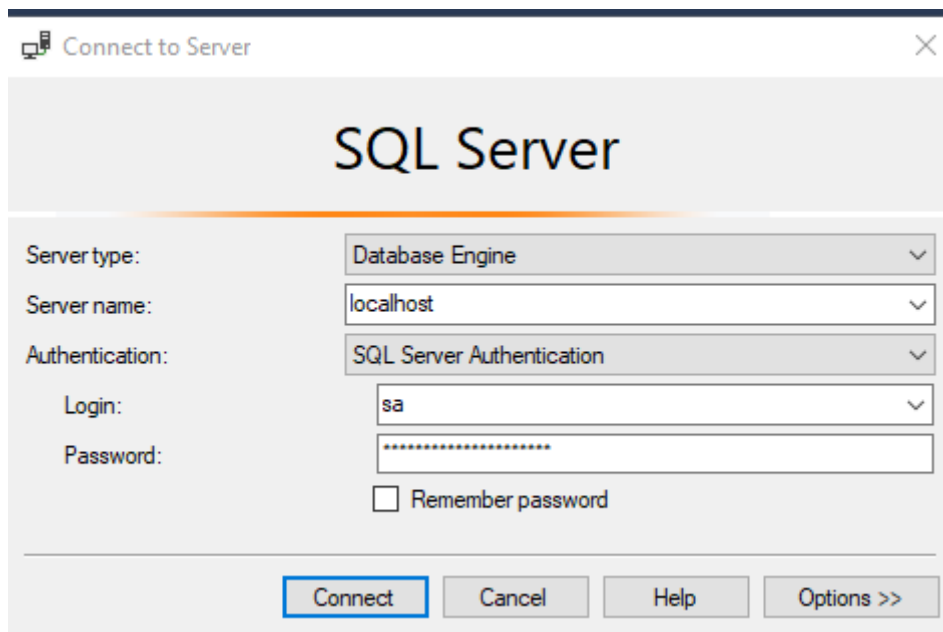 Connect to Server
SQL Server
Server type: Database Engine
Server name: localhost
Authentication: SQL Server Authentication
Login: sa
Password: *********************
Remember password
Connect Cancel Help Options >>